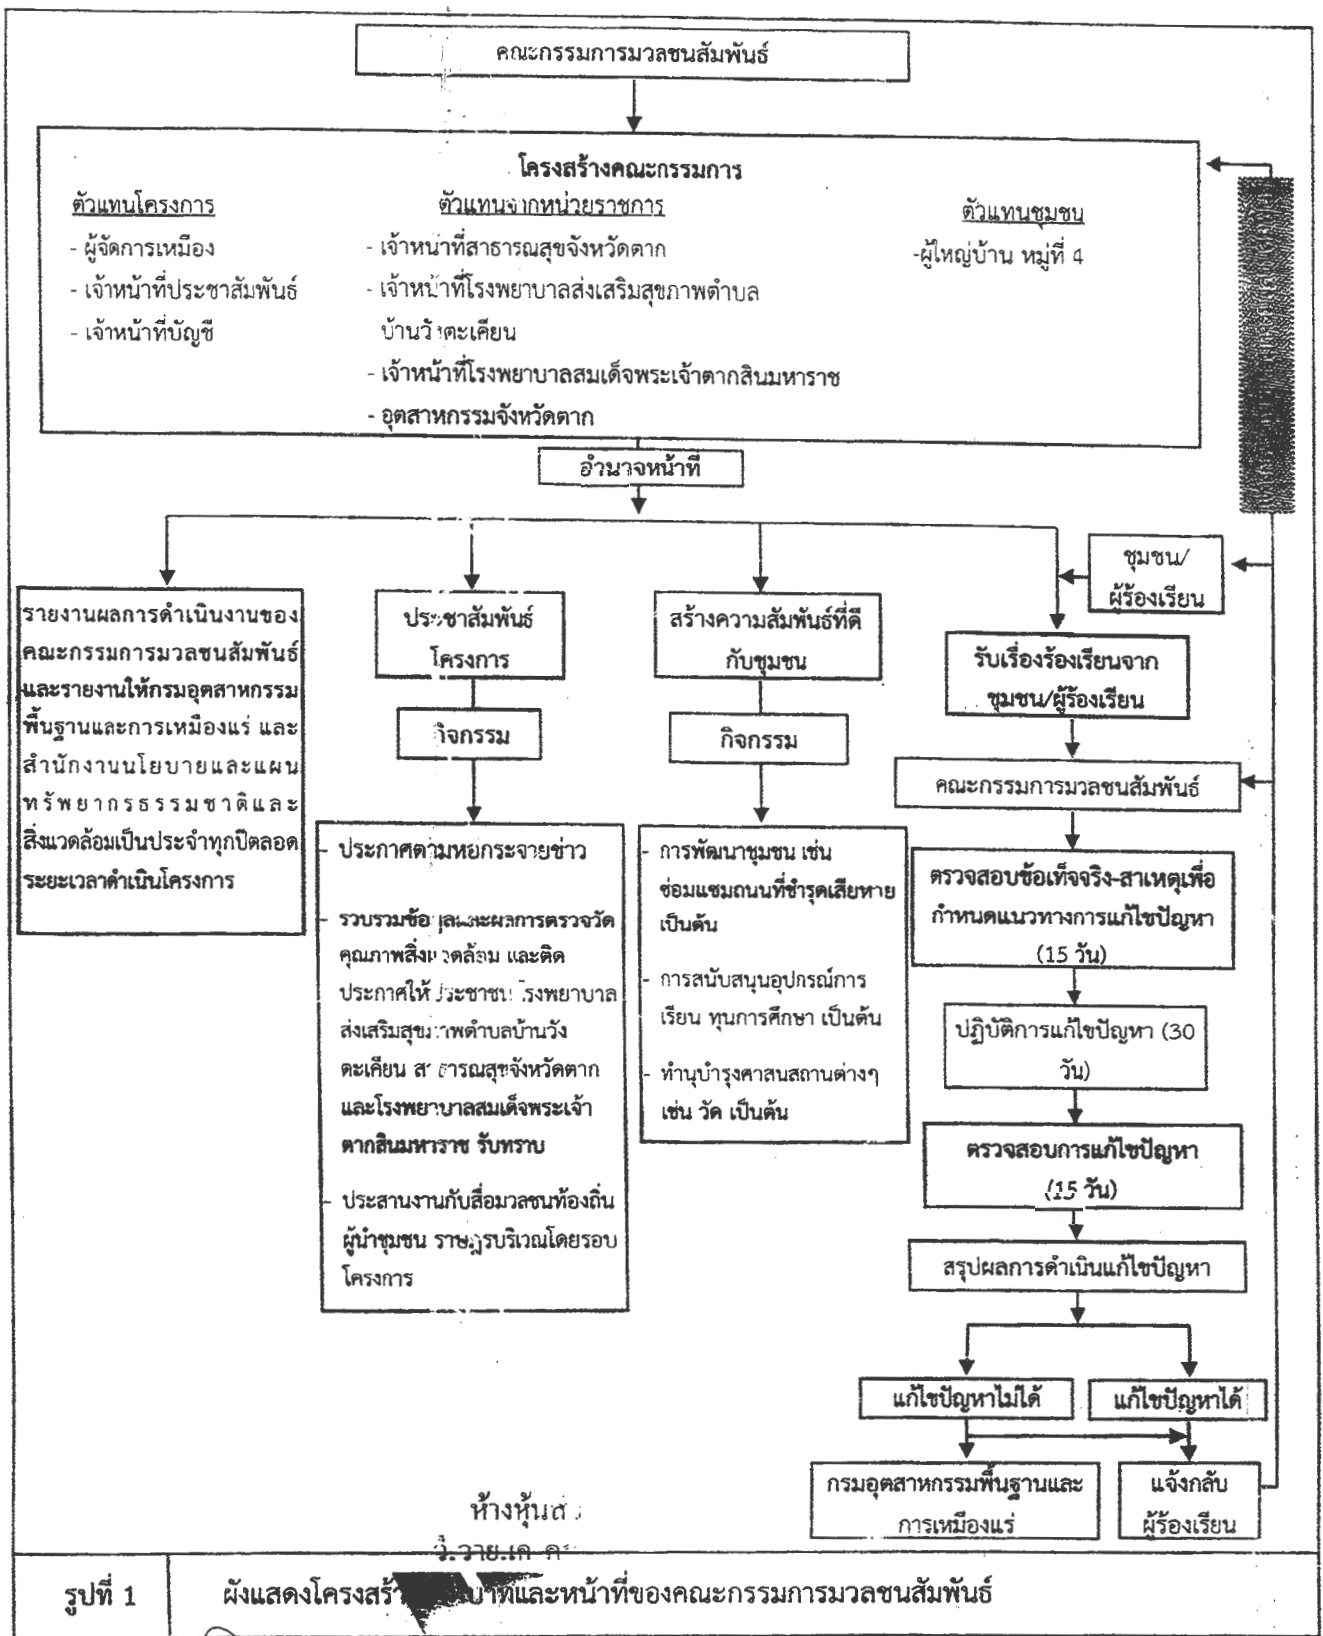 คณะกรรมการมวลชนสัมพันธ์
โครงสร้างคณะกรรมการ
ตัวแทนโครงการ
- ผู้จัดการเหมือง
- เจ้าหน้าที่ประชาสัมพันธ์
- เจ้าหน้าที่บัญชี
ตัวแทนจากหน่วยราชการ
- เจ้าหน้าที่สาธารณสุขจังหวัดตาก
- เจ้าหน้าที่โรงพยาบาลส่งเสริมสุขภาพตำบล
บ้านวังตะเคียน
- เจ้าหน้าที่โรงพยาบาลสมเด็จพระเจ้าตากสินมหาราช
- อุตสาหกรรมจังหวัดตาก
ตัวแทนชุมชน
-ผู้ใหญ่บ้าน หมู่ที่ 4
อำนาจหน้าที่
รายงานผลการดำเนินงานของ
คณะกรรมการมวลชนสัมพันธ์
และรายงานให้กรมอุตสาหกรรม
พื้นฐานและการเหมืองแร่ และ
สำนักงานนโยบายและแผน
ทรัพยากรธรรมชาติและ
สิ่งแวดล้อมเป็นประจำทุกปีตลอด
ระยะเวลาดำเนินโครงการ
ประชาสัมพันธ์
โครงการ
กิจกรรม
- ประกาศตามหอกระจายข่าว
- รวบรวมข้อมูลและผลการตรวจวัด
คุณภาพสิ่งแวดล้อม และติด
ประกาศให้ประชาชน โรงพยาบาล
ส่งเสริมสุขภาพตำบลบ้านวัง
ตะเคียน สาธารณสุขจังหวัดตาก
และโรงพยาบาลสมเด็จพระเจ้า
ตากสินมหาราช รับทราบ
- ประสานงานกับสื่อมวลชนท้องถิ่น
ผู้นำชุมชน ราษฎรบริเวณโดยรอบ
โครงการ
สร้างความสัมพันธ์ที่ดี
กับชุมชน
กิจกรรม
- การพัฒนาชุมชน เช่น
ซ่อมแซมถนนที่ชำรุดเสียหาย
เป็นต้น
- การสนับสนุนอุปกรณ์การ
เรียน ทุนการศึกษา เป็นต้น
- ทำนุบำรุงศาสนสถานต่างๆ
เช่น วัด เป็นต้น
ชุมชน/
ผู้ร้องเรียน
รับเรื่องร้องเรียนจาก
ชุมชน/ผู้ร้องเรียน
คณะกรรมการมวลชนสัมพันธ์
ตรวจสอบข้อเท็จจริง-สาเหตุเพื่อ
กำหนดแนวทางการแก้ไขปัญหา
(15 วัน)
ปฏิบัติการแก้ไขปัญหา (30
วัน)
ตรวจสอบการแก้ไขปัญหา
(15 วัน)
สรุปผลการดำเนินแก้ไขปัญหา
แก้ไขปัญหาไม่ได้
แก้ไขปัญหาได้
กรมอุตสาหกรรมพื้นฐานและ
การเหมืองแร่
แจ้งกลับ
ผู้ร้องเรียน
ห้างหุ้นส่
รูปที่ 1
ผังแสดงโครงสร้าง บทบาทและหน้าที่ของคณะกรรมการมวลชนสัมพันธ์